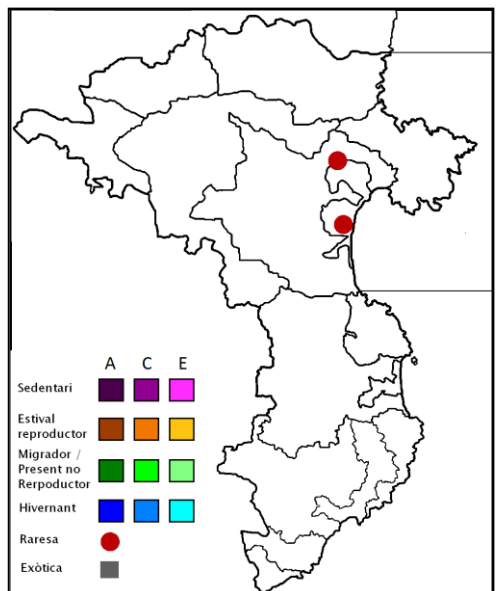 A C E
Sedentari
Estival
reproductor
Migrador /
Present no
Rerpoductor
Hivernant
Raresa
Exòtica